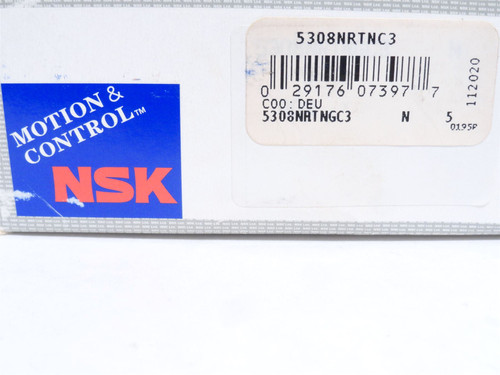 MOTION &
CONTROL™
NSK
5308NRTNC3
0 29176 07397 7
COO: DEU
5308NRTNGC3 N 5
0195P
112020